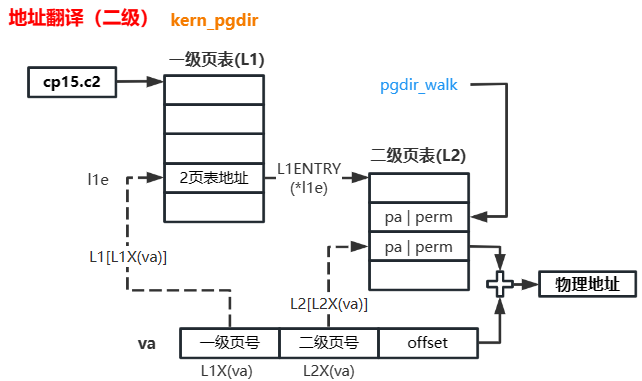 地址翻译（二级） kern_pgdir
一级页表(L1)
cp15.c2
pgdir_walk
二级页表(L2)
l1e
2页表地址
L1ENTRY
(*l1e)
pa | perm
pa | perm
L1[L1X(va)]
物理地址
L2[L2X(va)]
va
一级页号
二级页号
offset
L1X(va)
L2X(va)